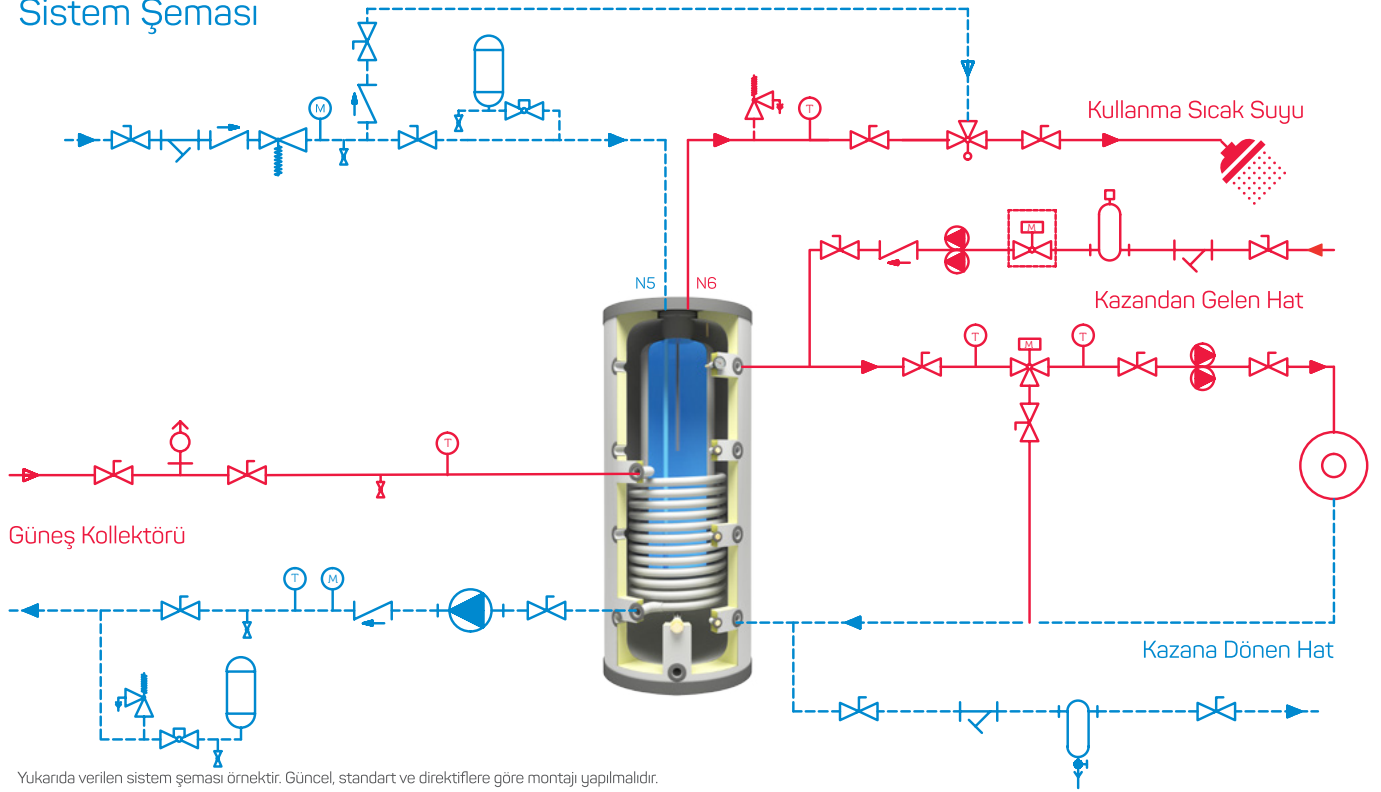 Sistem Şeması
M
T
Kullanma Sıcak Suyu
M
N5
N6
Kazandan Gelen Hat
T
M
T
T
Güneş Kollektörü
T
M
Kazana Dönen Hat
Yukarıda verilen sistem şeması örnektir. Güncel, standart ve direktiflere göre montajı yapılmalıdır.